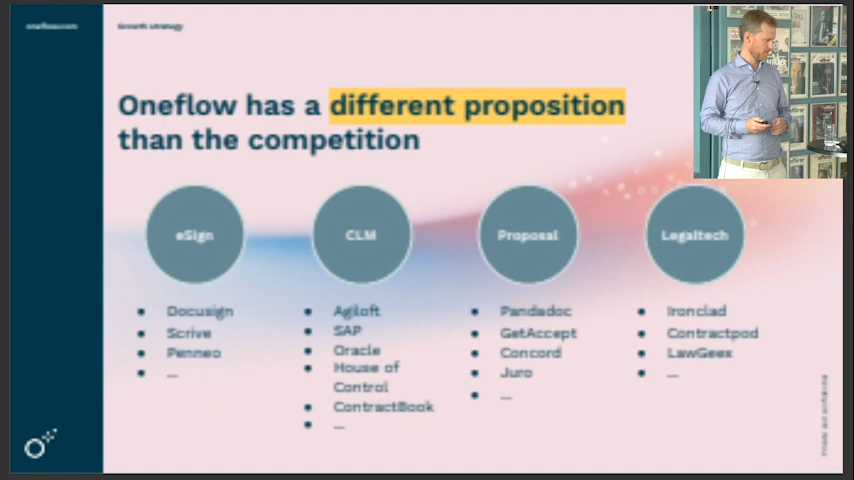 oneflow.com
Growth strategy
Oneflow has a different proposition
than the competition
eSign
CLM
Proposal
Legaltech
Docusign
Scrive
Penneo
...
Agiloft
SAP
Oracle
House of
Control
ContractBook
...
Pandadoc
GetAccept
Concord
Juro
...
Ironclad
Contractpod
LawGeex
...